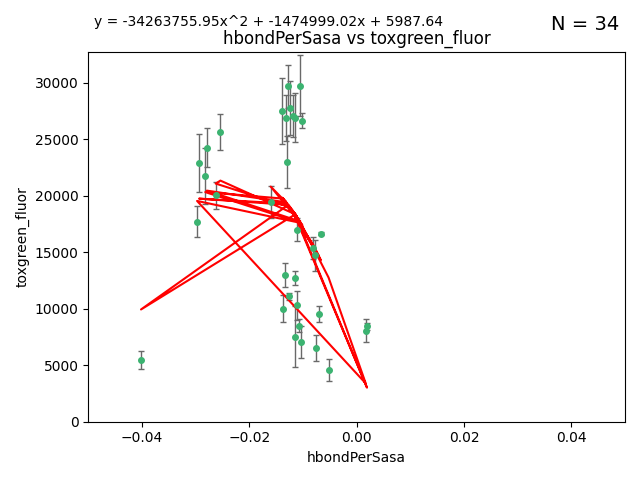 y = -34263755.95x^2 + -1474999.02x + 5987.64
N = 34
hbondPerSasa vs toxgreen_fluor
30000
25000
20000
15000
10000
5000
0
toxgreen_fluor
−0.04
−0.02
0.00
0.02
0.04
hbondPerSasa